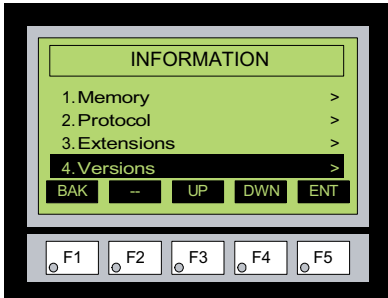 INFORMATION
1. Memory >
2. Protocol >
3. Extensions >
4. Versions >
BAK -- UP DWN ENT
F1 F2 F3 F4 F5